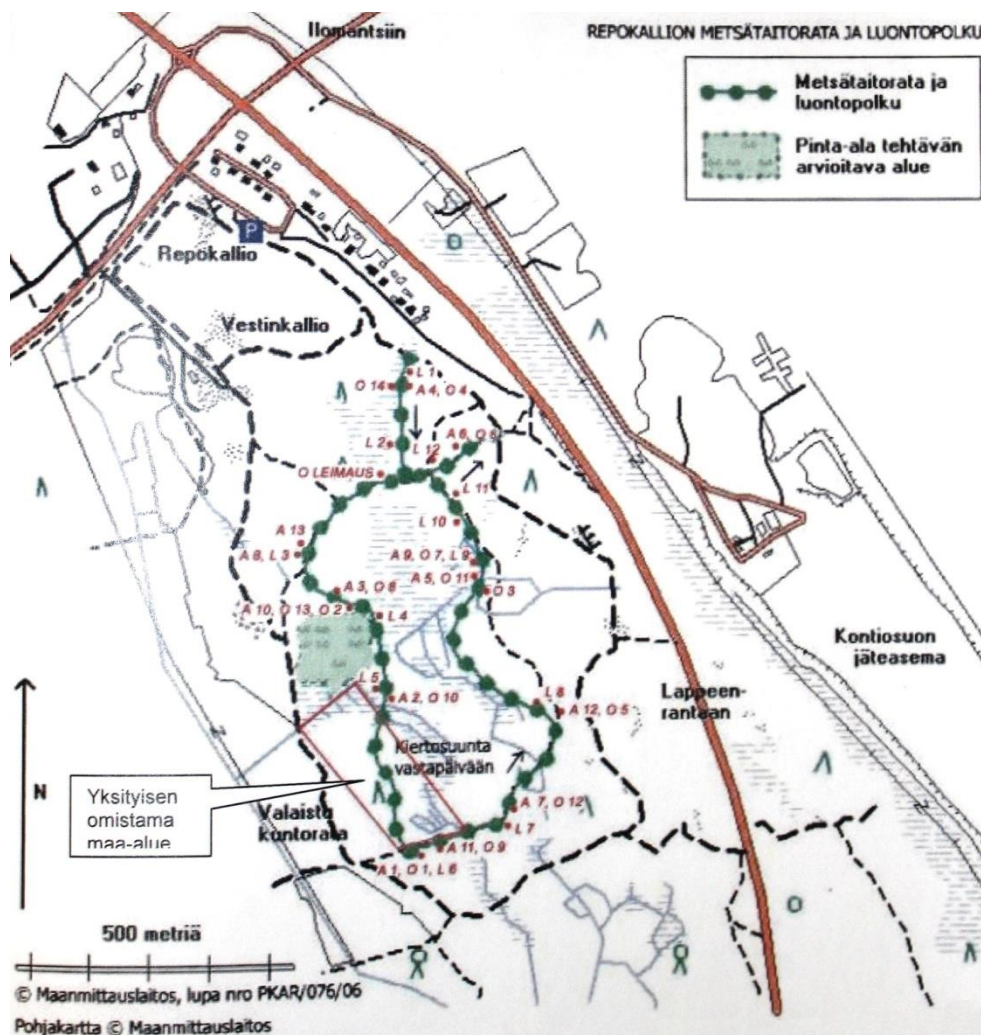 Ilomantsiin
REPOKALLION METSÄTAITORATA JA LUONTOPOLKU
Metsätaitorata ja
luontopolku
Pinta-ala tehtävän
arvioitava alue
P
Repokallio
Vestinkallio
L 1
O 14
A4, O 4
L 2
L 12
A 6, O 6
O LEIMAUS
L 11
L 10
A 13
A 8, L 3
A9, O 7, L 9
A 5, O 11
O 3
A 3, O 8
A 10, O 13, O 2
L 4
Kontiosuon
jäteasema
L 5
A 2, O 10
L 8
A 12, O 5
Lappeen-
rantaan
Kiertosuunta
vastapäivään
N
Yksityisen
omistama
maa-alue
Valaistu
kuntorata
A 7, O 12
L 7
A 11, O 9
A 1, O 1, L 6
500 metriä
© Maanmittauslaitos, lupa nro PKAR/076/06
Pohjakartta © Maanmittauslaitos